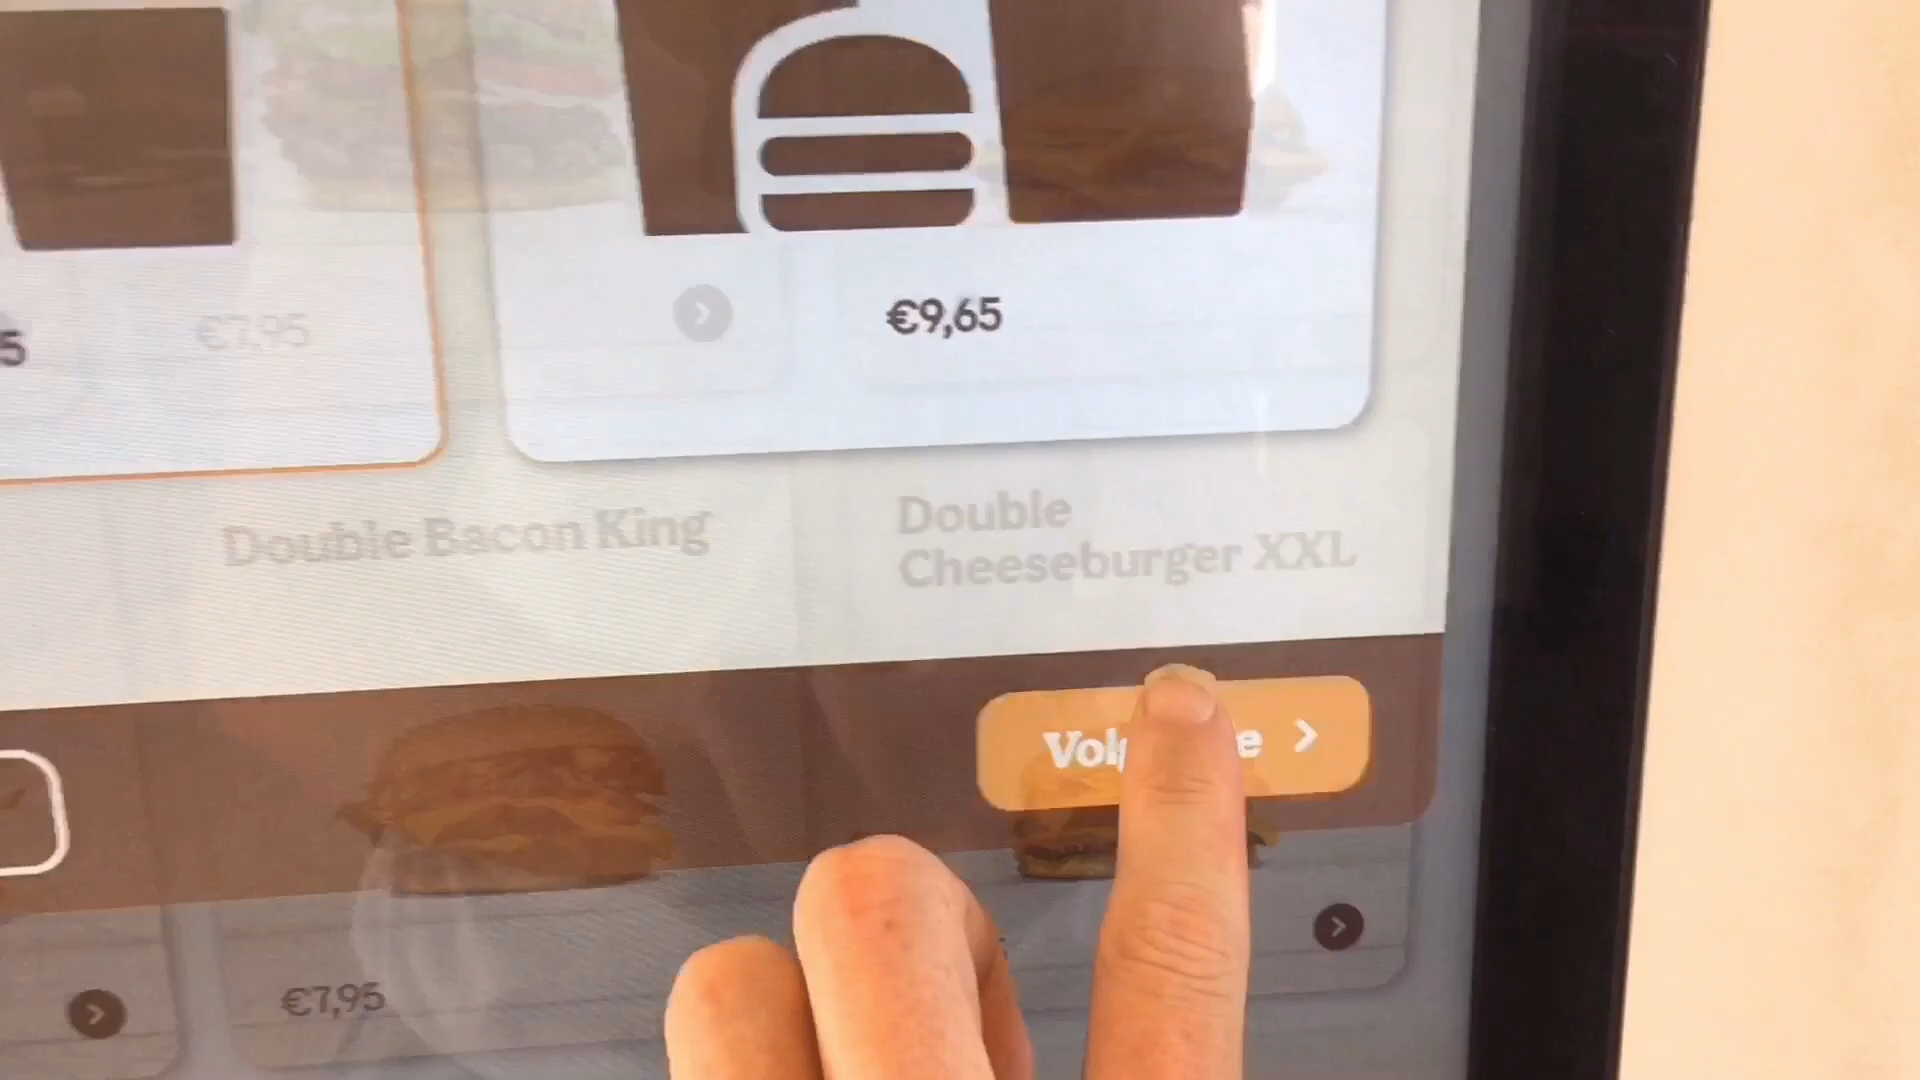 €7,95
€9,65
Double Bacon King
Double
Cheeseburger XXL
€7,95